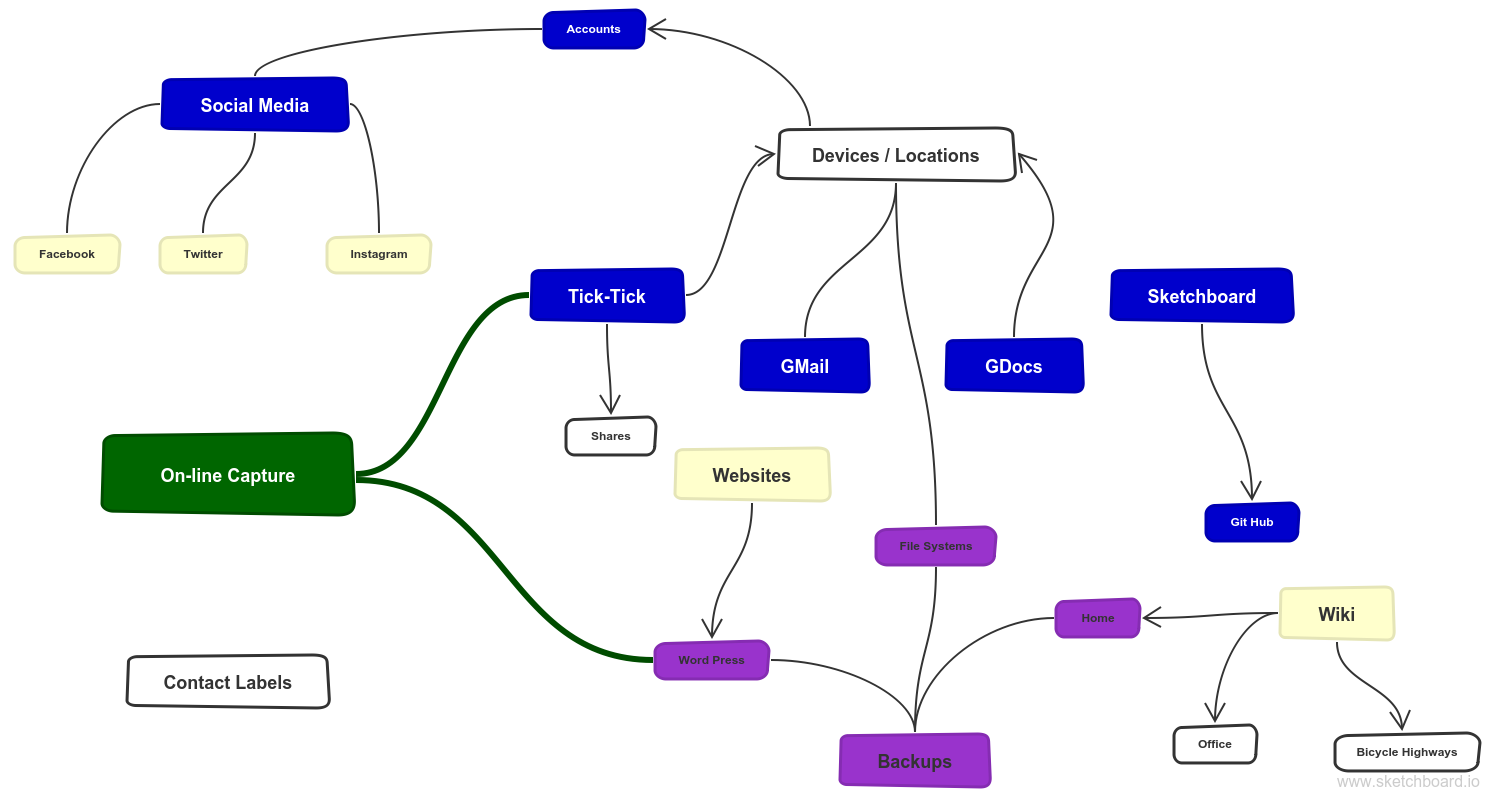 Accounts
Social Media
Devices / Locations
Facebook
Twitter
Instagram
Tick-Tick
Sketchboard
GMail
GDocs
Shares
On-line Capture
Websites
Git Hub
File Systems
Home
Wiki
Word Press
Contact Labels
Office
Bicycle Highways
Backups
www.sketchboard.io